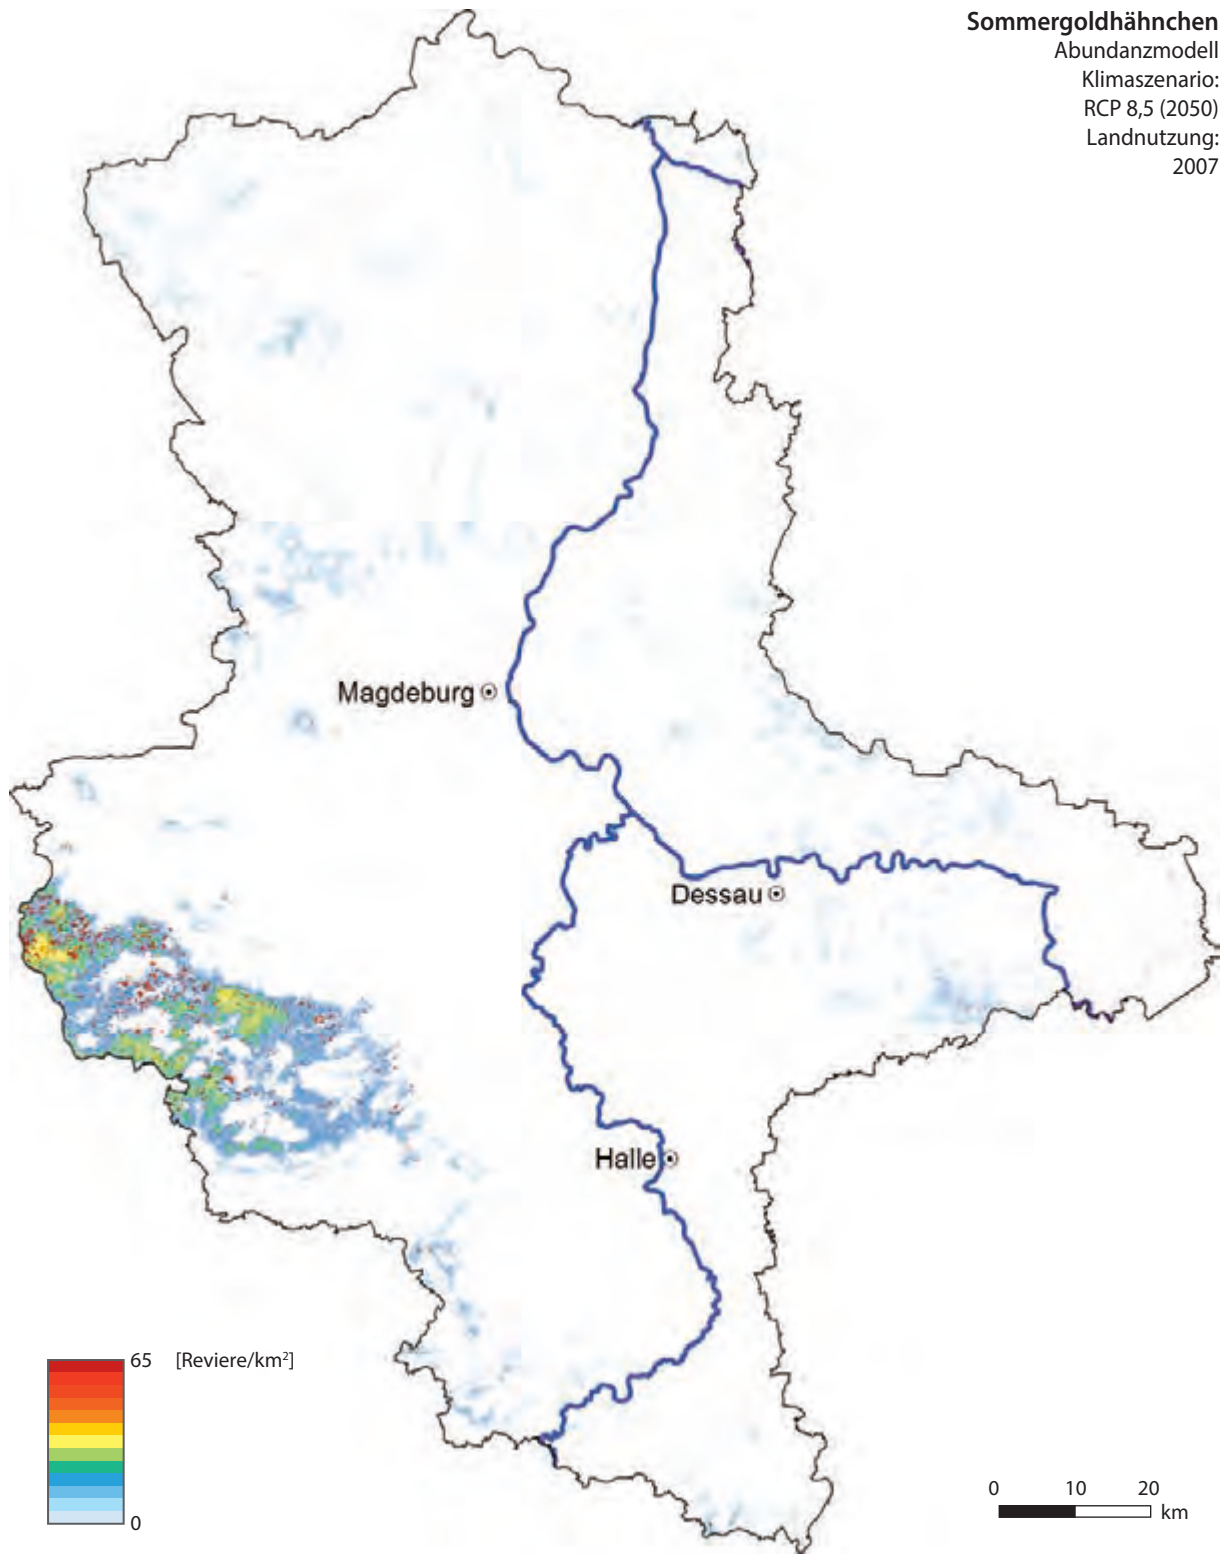 Sommergoldhähnchen
Abundanzmodell
Klimaszenario:
RCP 8,5 (2050)
Landnutzung:
2007
Magdeburg
Dessau
Halle
65 [Reviere/km²]
0
0 10 20
km